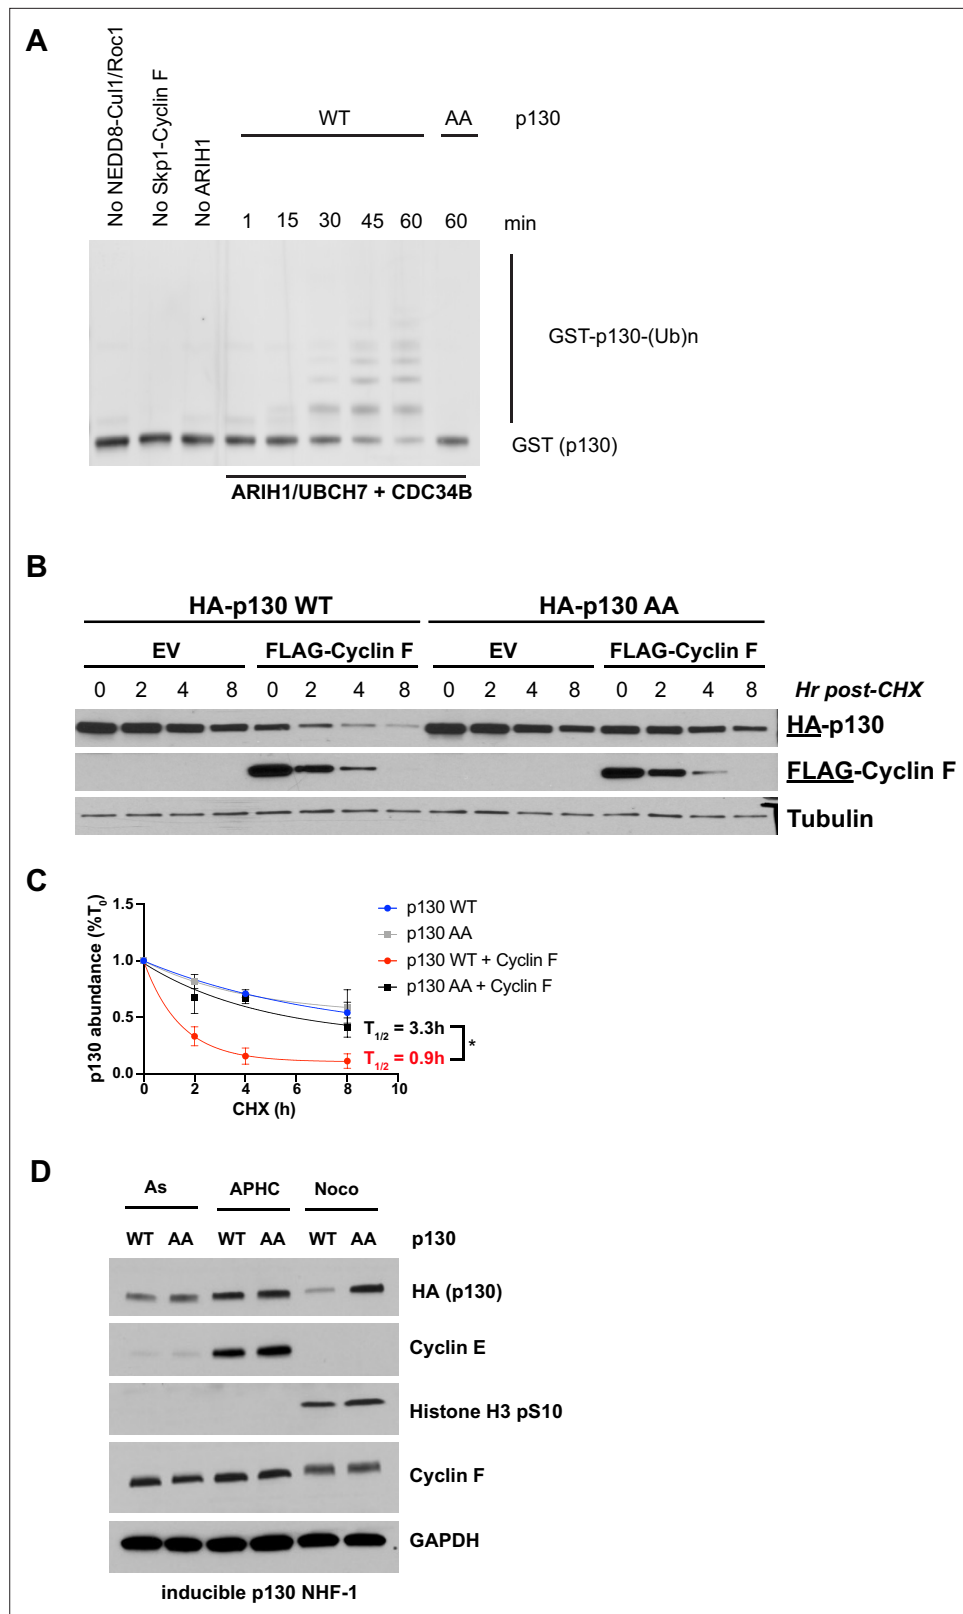 A
No NEDD8-Cul1/Roc1
No Skp1-Cyclin F
No ARIH1
WT AA p130
1 15 30 45 60 60 min
GST-p130-(Ub)n
GST (p130)
ARIH1/UBCH7 + CDC34B
B
HA-p130 WT HA-p130 AA
EV FLAG-Cyclin F EV FLAG-Cyclin F
0 2 4 8 0 2 4 8 0 2 4 8 0 2 4 8 Hr post-CHX
HA-p130
FLAG-Cyclin F
Tubulin
C
p130 abundance (%T0)
1.5
1.0
0.5
0.0
0 2 4 6 8 10
CHX (h)
p130 WT
p130 AA
p130 WT + Cyclin F
p130 AA + Cyclin F
T1/2 = 3.3h
*
T1/2 = 0.9h
D
As APHC Noco
WT AA WT AA WT AA p130
HA (p130)
Cyclin E
Histone H3 pS10
Cyclin F
GAPDH
inducible p130 NHF-1